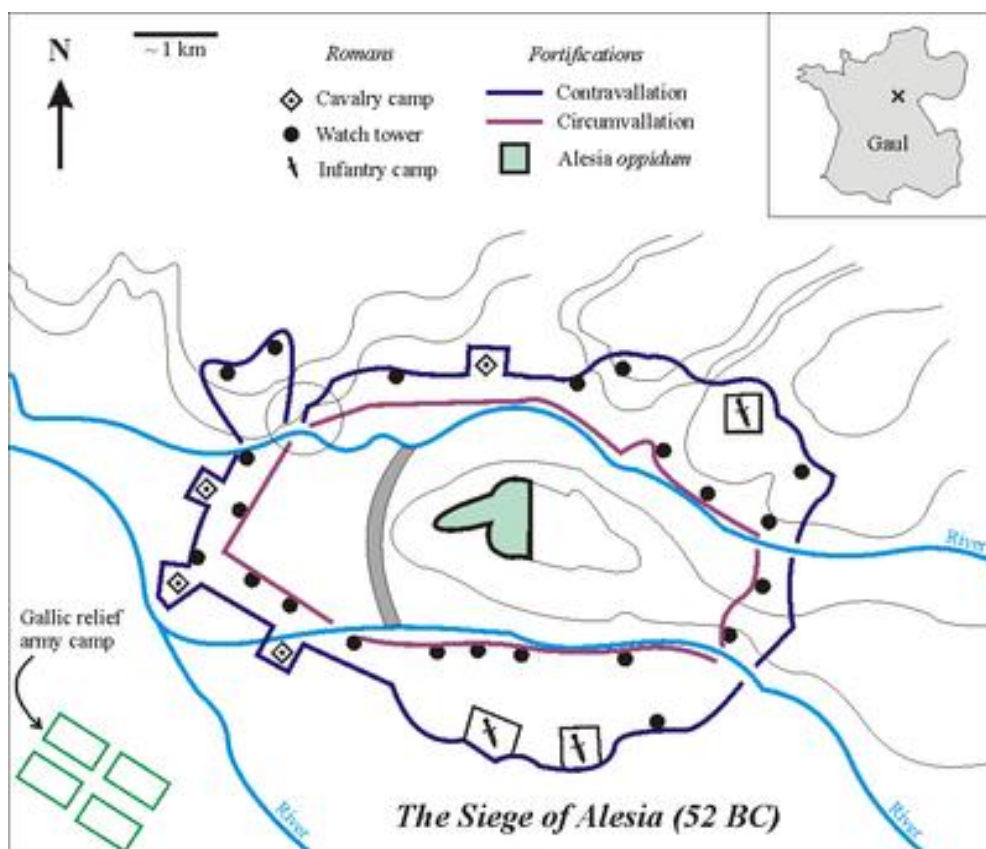 N
~ 1 km
Romans
Cavalry camp
Watch tower
Infantry camp
Fortifications
Contravallation
Circumvallation
Alesia oppidum
Gaul
River
Gallic relief
army camp
River
River
The Siege of Alesia (52 BC)